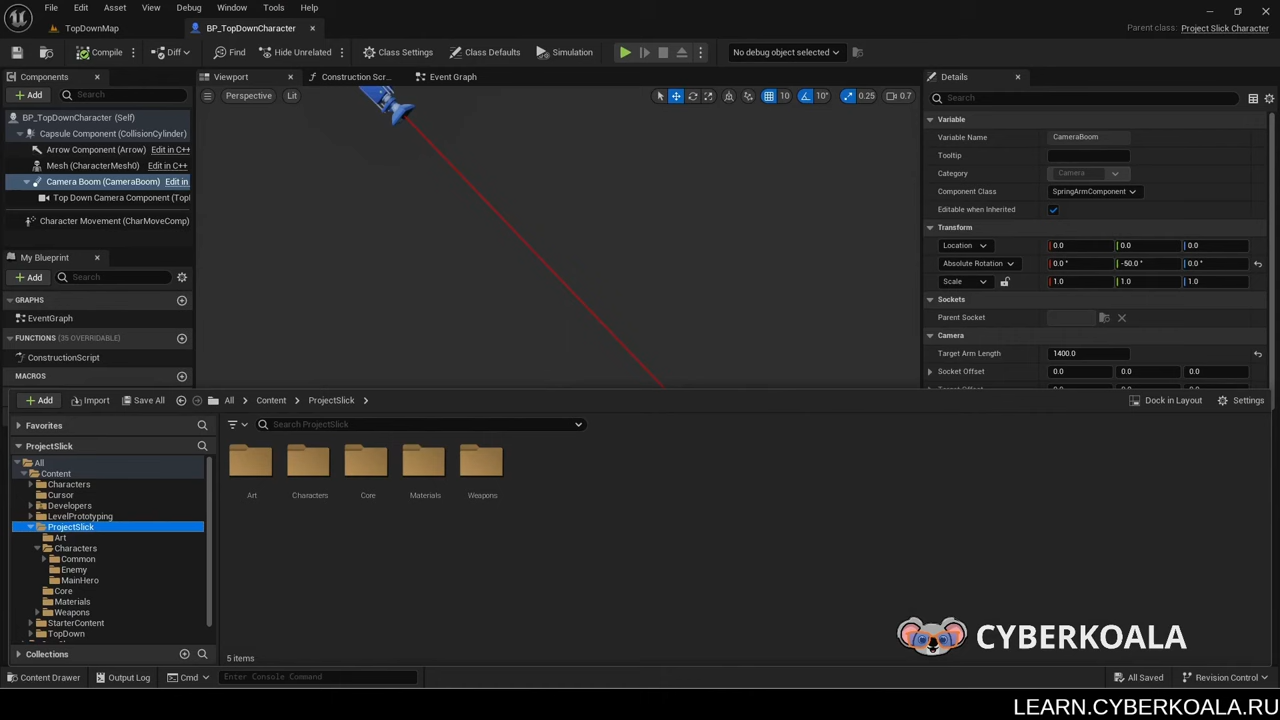 File Edit Asset View Debug Window Tools Help
TopDownMap
BP_TopDownCharacter
Parent class: Project Slick Character
Compile
Diff
Find
Hide Unrelated
Class Settings
Class Defaults
Simulation
No debug object selected
Components
Viewport
Construction Scr...
Event Graph
Details
Add
Search
Perspective
Lit
10
10°
0.25
0.7
Search
BP_TopDownCharacter (Self)
Capsule Component (CollisionCylinder)
Arrow Component (Arrow) Edit in C++
Mesh (CharacterMesh0) Edit in C++
Camera Boom (CameraBoom) Edit in
Top Down Camera Component (Topl
Character Movement (CharMoveComp)
Variable
Variable Name CameraBoom
Tooltip
Category Camera
Component Class SpringArmComponent
Editable when Inherited
Transform
Location 0.0 0.0 0.0
Absolute Rotation 0.0 ° -50.0 ° 0.0 °
Scale 1.0 1.0 1.0
Sockets
Parent Socket
Camera
Target Arm Length 1400.0
Socket Offset 0.0 0.0 0.0
My Blueprint
Add
Search
GRAPHS
EventGraph
FUNCTIONS (35 OVERRIDABLE)
ConstructionScript
MACROS
Add
Import
Save All
All
Content
ProjectSlick
Dock in Layout
Settings
Favorites
Search ProjectSlick
ProjectSlick
All
Content
Characters
Cursor
Developers
LevelPrototyping
ProjectSlick
Art
Characters
Common
Enemy
MainHero
Core
Materials
Weapons
StarterContent
TopDown
Collections
Art
Characters
Core
Materials
Weapons
5 items
CYBERKOALA
Content Drawer
Output Log
Cmd
Enter Console Command
All Saved
Revision Control
LEARN.CYBERKOALA.RU